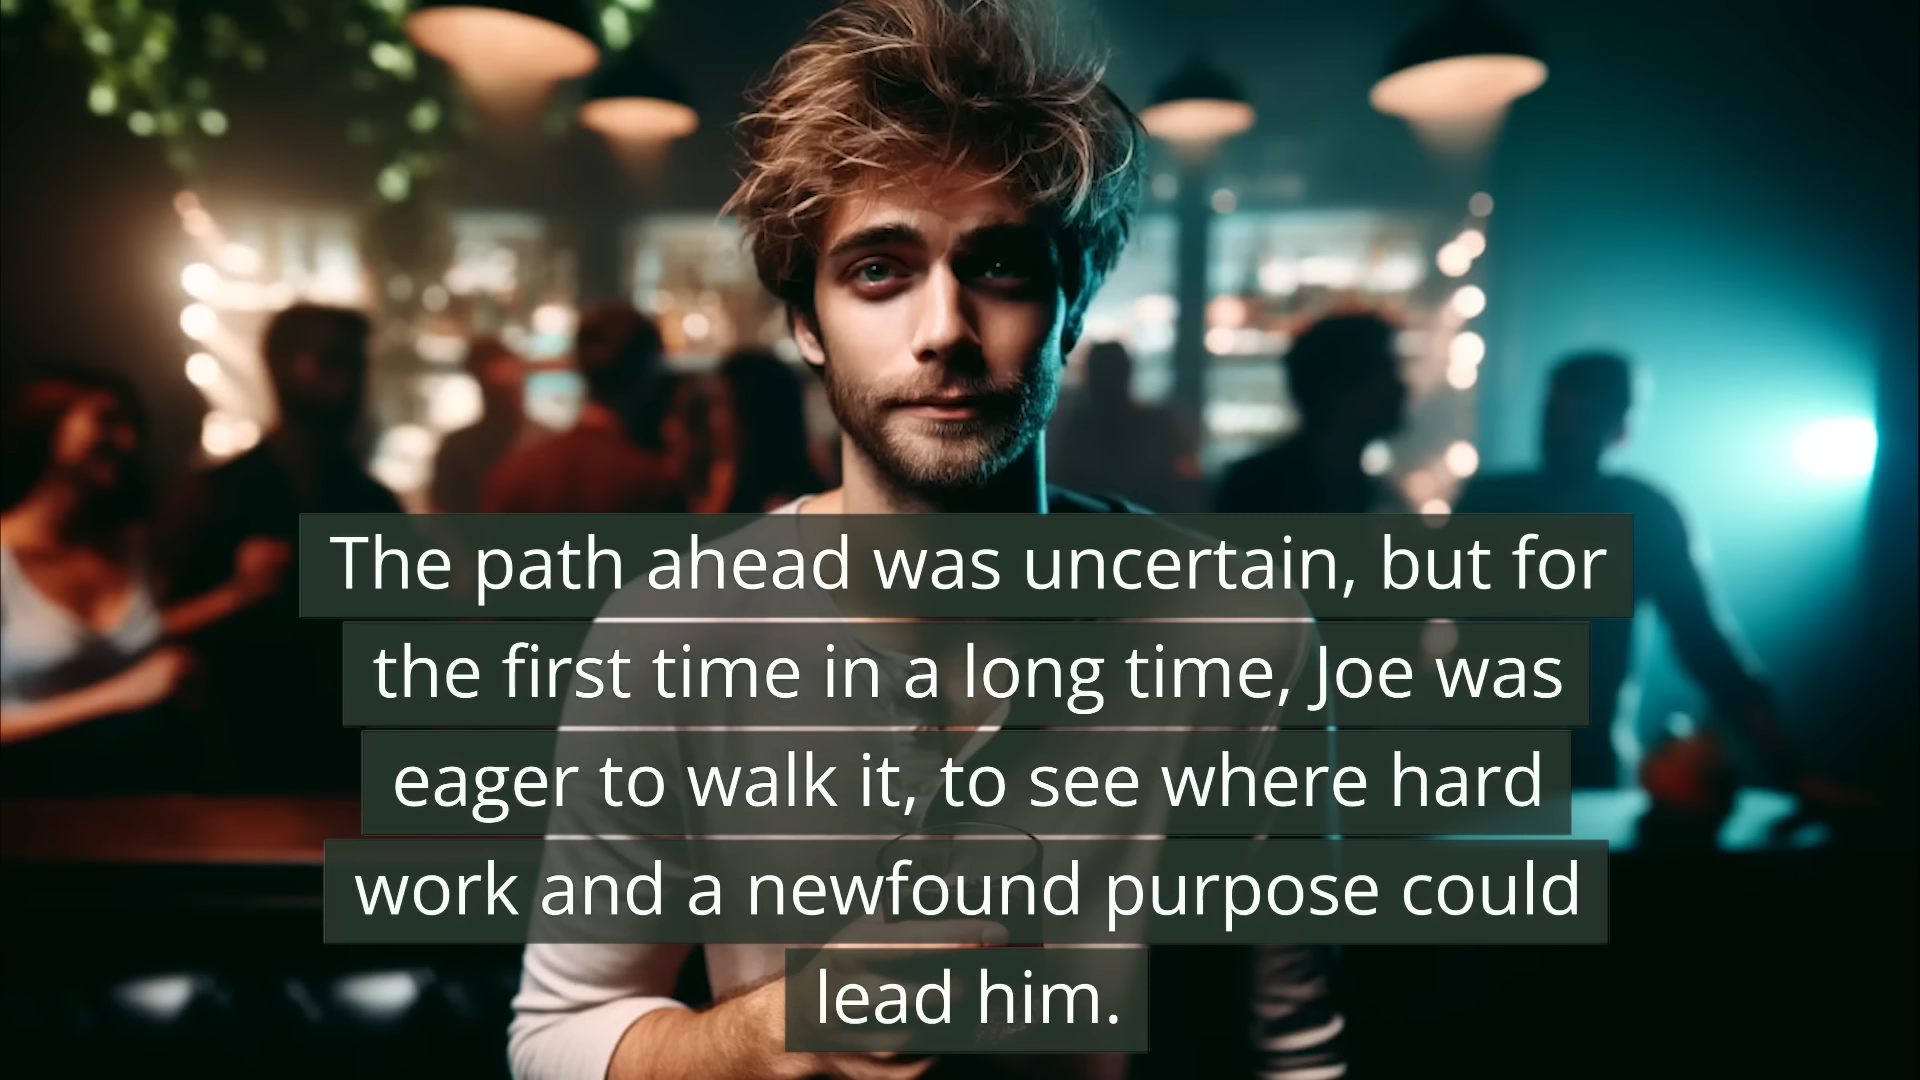 The path ahead was uncertain, but for
the first time in a long time, Joe was
eager to walk it, to see where hard
work and a newfound purpose could
lead him.